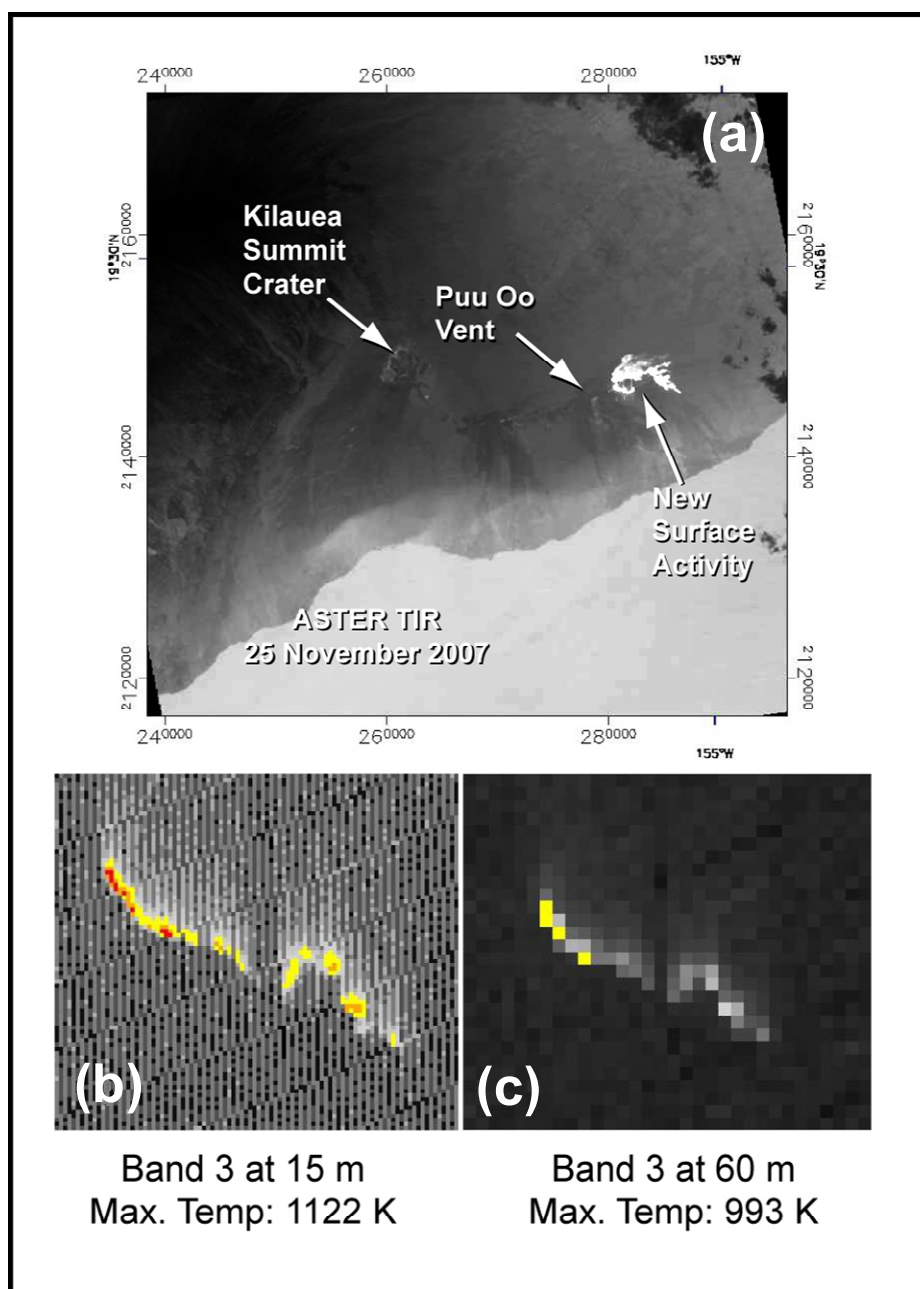 155°W
240000 260000 280000
(a)
Kilauea
Summit
Crater
Puu Oo
Vent
2160000
2160000
19°30'N
2140000
2140000
New
Surface
Activity
ASTER TIR
25 November 2007
2120000
2120000
240000 260000 280000
155°W
(b)
(c)
Band 3 at 15 m
Max. Temp: 1122 K
Band 3 at 60 m
Max. Temp: 993 K